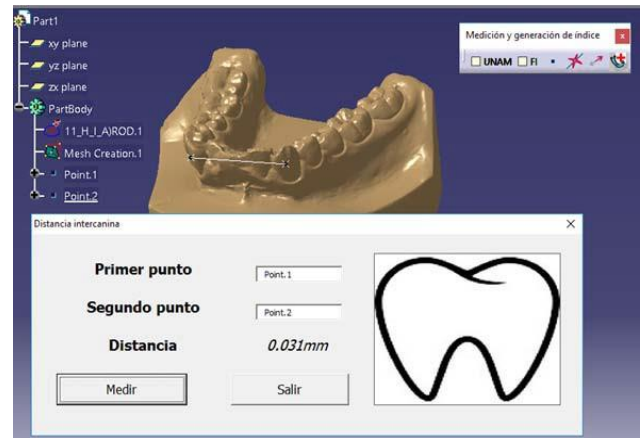 Part1
xy plane
yz plane
zx plane
PartBody
11_H_I_A)ROD.1
Mesh Creation.1
Point.1
Point.2
Medición y generación de índice
x
UNAM FI
Distancia intercanina
Primer punto Point.1
Segundo punto Point.2
Distancia 0.031mm
Medir Salir